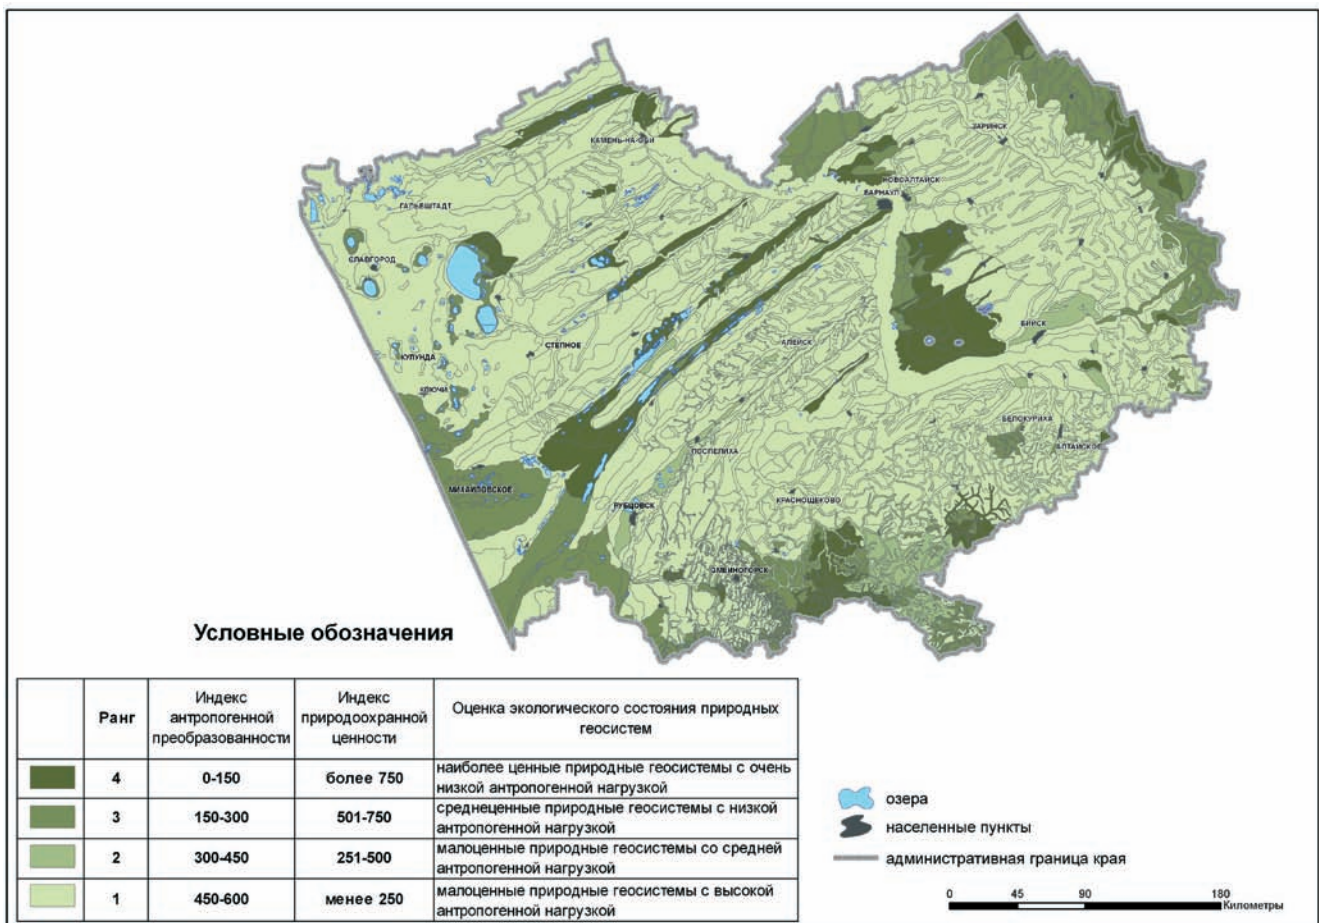 ЗАРИНСК
КАМЕНЬ-НА-ОБИ
НОВОАЛТАЙСК
БАРНАУЛ
ГАЛЬБШТАДТ
СЛАВГОРОД
БИЙСК
СТЕПНОЕ
АЛЕЙСК
КУЛУНДА
КЛЮЧИ
БЕЛОКУРИХА
АЛТАЙСКОЕ
ПОСПЕЛИХА
МИХАЙЛОВСКОЕ
КРАСНОЩЕКОВО
РУБЦОВСК
ЗМЕИНОГОРСК
Условные обозначения
Ранг
Индекс
антропогенной
преобразованности
Индекс
природоохранной
ценности
Оценка экологического состояния природных
геосистем
4
0-150
более 750
наиболее ценные природные геосистемы с очень
низкой антропогенной нагрузкой
3
150-300
501-750
среднеценные природные геосистемы с низкой
антропогенной нагрузкой
2
300-450
251-500
малоценные природные геосистемы со средней
антропогенной нагрузкой
1
450-600
менее 250
малоценные природные геосистемы с высокой
антропогенной нагрузкой
озера
населенные пункты
административная граница края
0 45 90 180
Километры